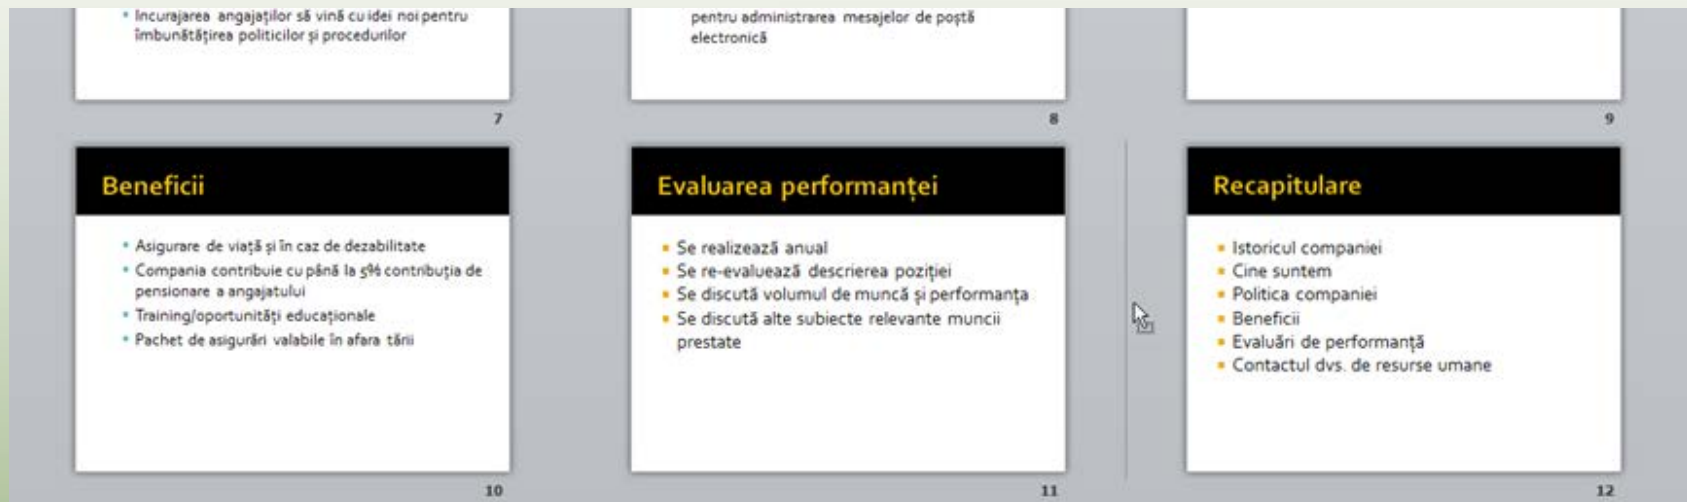 Incurajarea angajaților să vină cu idei noi pentru
îmbunătățirea politicilor și procedurilor
7
pentru administrarea mesajelor de poștă
electronică
8
9
Beneficii
Asigurare de viață și în caz de dezabilitate
Compania contribuie cu până la 5% contribuția de
pensionare a angajatului
Training/oportunități educaționale
Pachet de asigurări valabile în afara tării
10
Evaluarea performanței
Se realizează anual
Se re-evaluează descrierea poziției
Se discută volumul de muncă și performanța
Se discută alte subiecte relevante muncii
prestate
11
Recapitulare
Istoricul companiei
Cine suntem
Politica companiei
Beneficii
Evaluări de performanță
Contactul dvs. de resurse umane
12